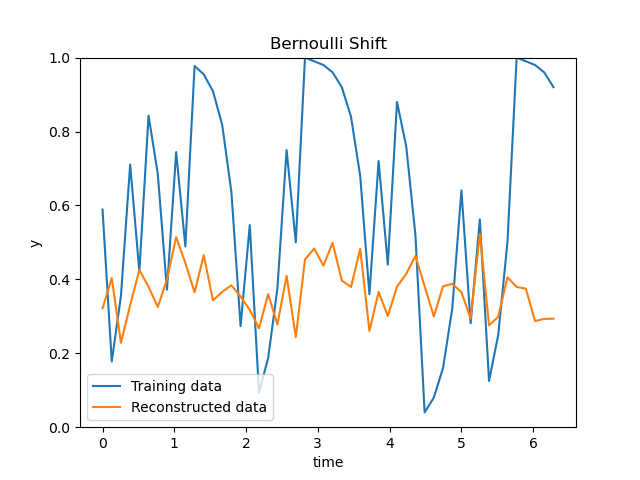 Bernoulli Shift
1.0
0.8
0.6
0.4
0.2
0.0
y
Training data
Reconstructed data
0 1 2 3 4 5 6
time